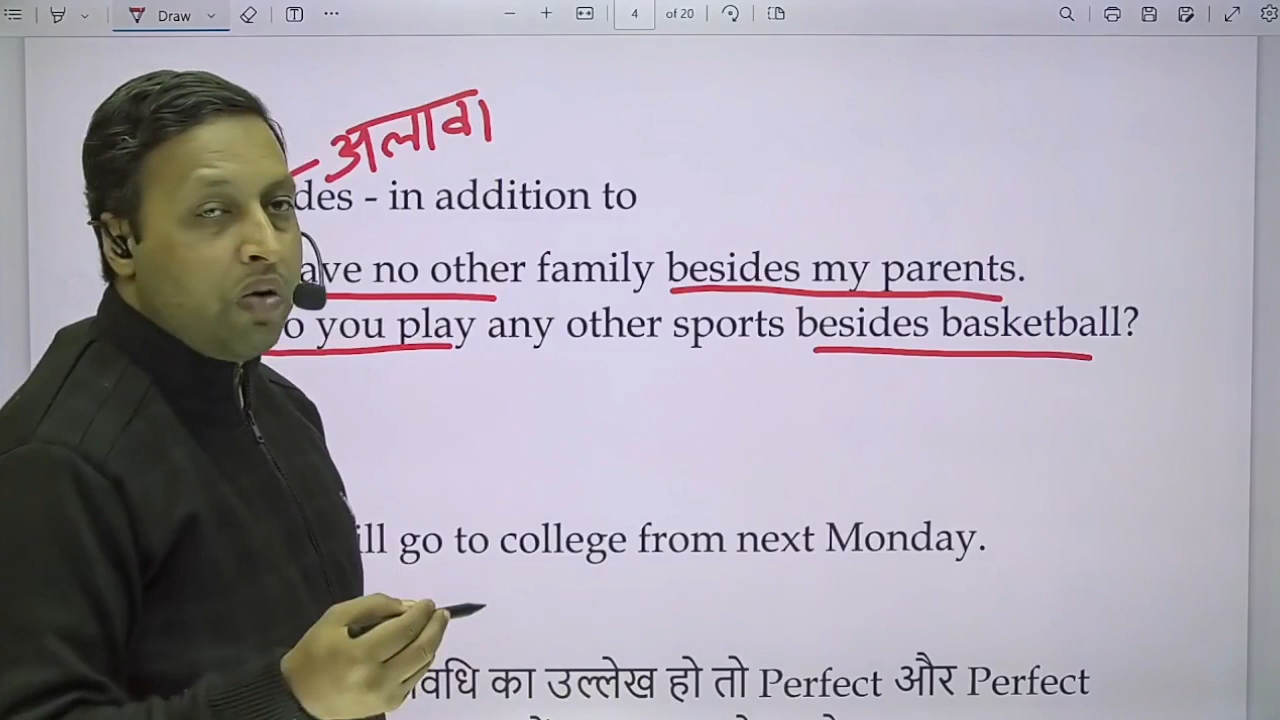 Draw 4 of 20
अलावा
des - in addition to
ave no other family besides my parents.
o you play any other sports besides basketball?
ill go to college from next Monday.
वधि का उल्लेख हो तो Perfect और Perfect